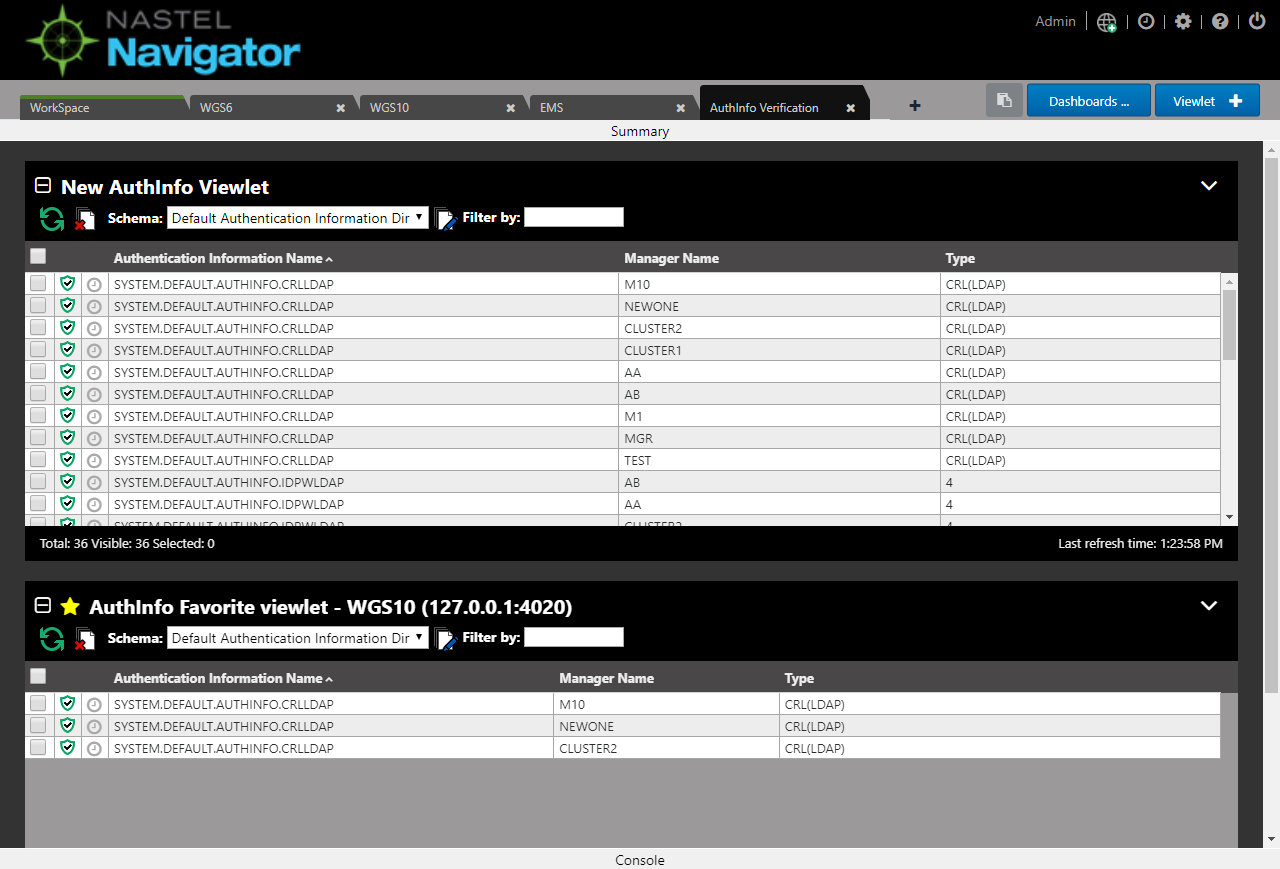 NASTEL
Navigator
Admin
WorkSpace WGS6 WGS10 EMS AuthInfo Verification Dashboards ... Viewlet
Summary
New AuthInfo Viewlet
Schema: Default Authentication Information Dir Filter by:
Authentication Information Name Manager Name Type
SYSTEM.DEFAULT.AUTHINFO.CRLLDAP M10 CRL(LDAP)
SYSTEM.DEFAULT.AUTHINFO.CRLLDAP NEWONE CRL(LDAP)
SYSTEM.DEFAULT.AUTHINFO.CRLLDAP CLUSTER2 CRL(LDAP)
SYSTEM.DEFAULT.AUTHINFO.CRLLDAP CLUSTER1 CRL(LDAP)
SYSTEM.DEFAULT.AUTHINFO.CRLLDAP AA CRL(LDAP)
SYSTEM.DEFAULT.AUTHINFO.CRLLDAP AB CRL(LDAP)
SYSTEM.DEFAULT.AUTHINFO.CRLLDAP M1 CRL(LDAP)
SYSTEM.DEFAULT.AUTHINFO.CRLLDAP MGR CRL(LDAP)
SYSTEM.DEFAULT.AUTHINFO.CRLLDAP TEST CRL(LDAP)
SYSTEM.DEFAULT.AUTHINFO.IDPWLDAP AB 4
SYSTEM.DEFAULT.AUTHINFO.IDPWLDAP AA 4
SYSTEM.DEFAULT.AUTHINFO.IDPWLDAP CLUSTER2 4
Total: 36 Visible: 36 Selected: 0 Last refresh time: 1:23:58 PM
AuthInfo Favorite viewlet - WGS10 (127.0.0.1:4020)
Schema: Default Authentication Information Dir Filter by:
Authentication Information Name Manager Name Type
SYSTEM.DEFAULT.AUTHINFO.CRLLDAP M10 CRL(LDAP)
SYSTEM.DEFAULT.AUTHINFO.CRLLDAP NEWONE CRL(LDAP)
SYSTEM.DEFAULT.AUTHINFO.CRLLDAP CLUSTER2 CRL(LDAP)
Console